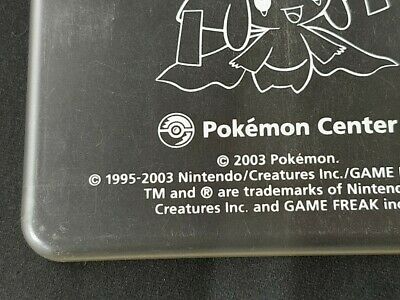 Pokémon Center
© 2003 Pokémon.
© 1995-2003 Nintendo/Creatures Inc./GAME
TM and ® are trademarks of Nintend
Creatures Inc. and GAME FREAK inc